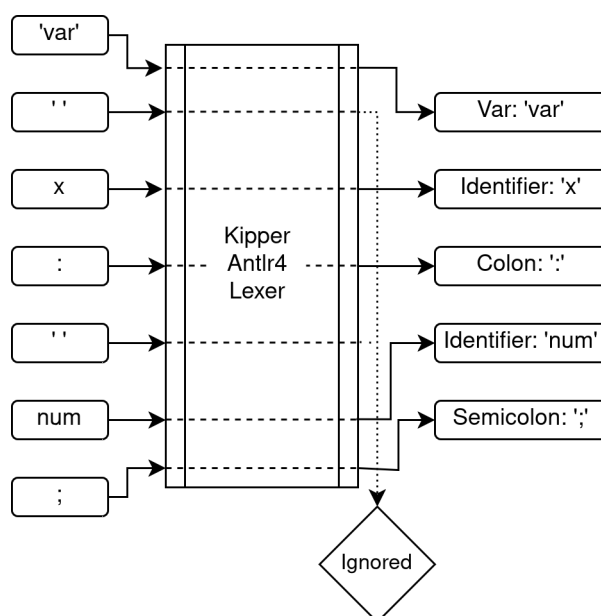 'var'
' '
x
:
' '
num
;
Kipper
Antlr4
Lexer
Var: 'var'
Identifier: 'x'
Colon: ':'
Identifier: 'num'
Semicolon: ';'
Ignored